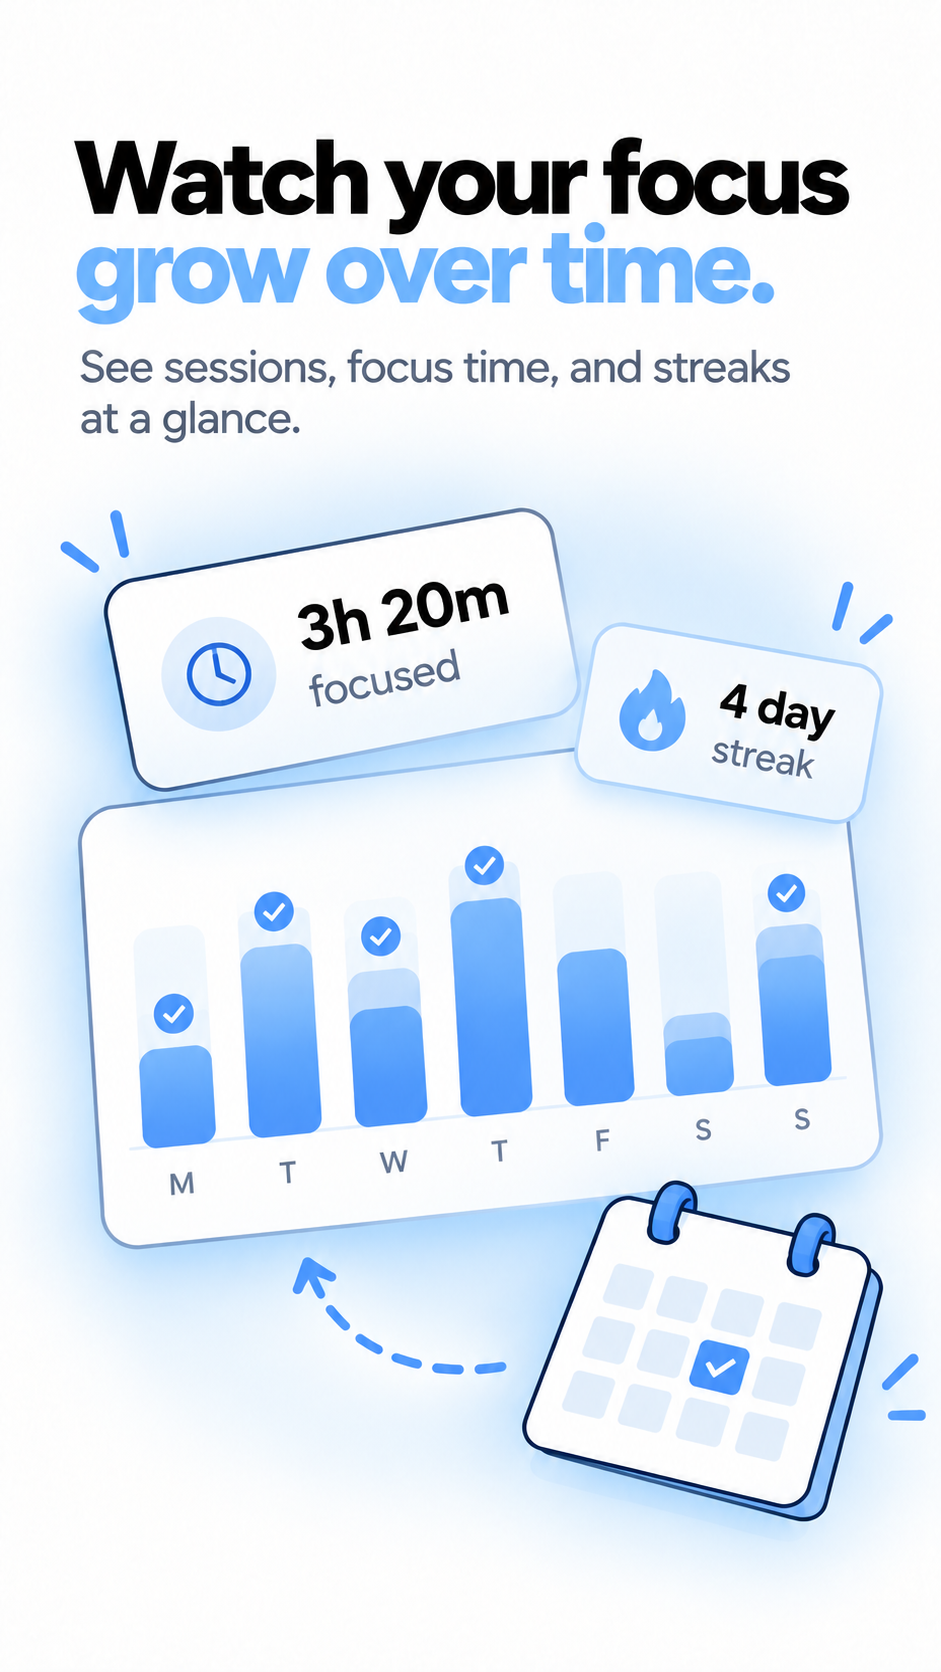 Watch your focus
grow over time.
See sessions, focus time, and streaks
at a glance.
3h 20m
focused
4 day
streak
M T W T F S S